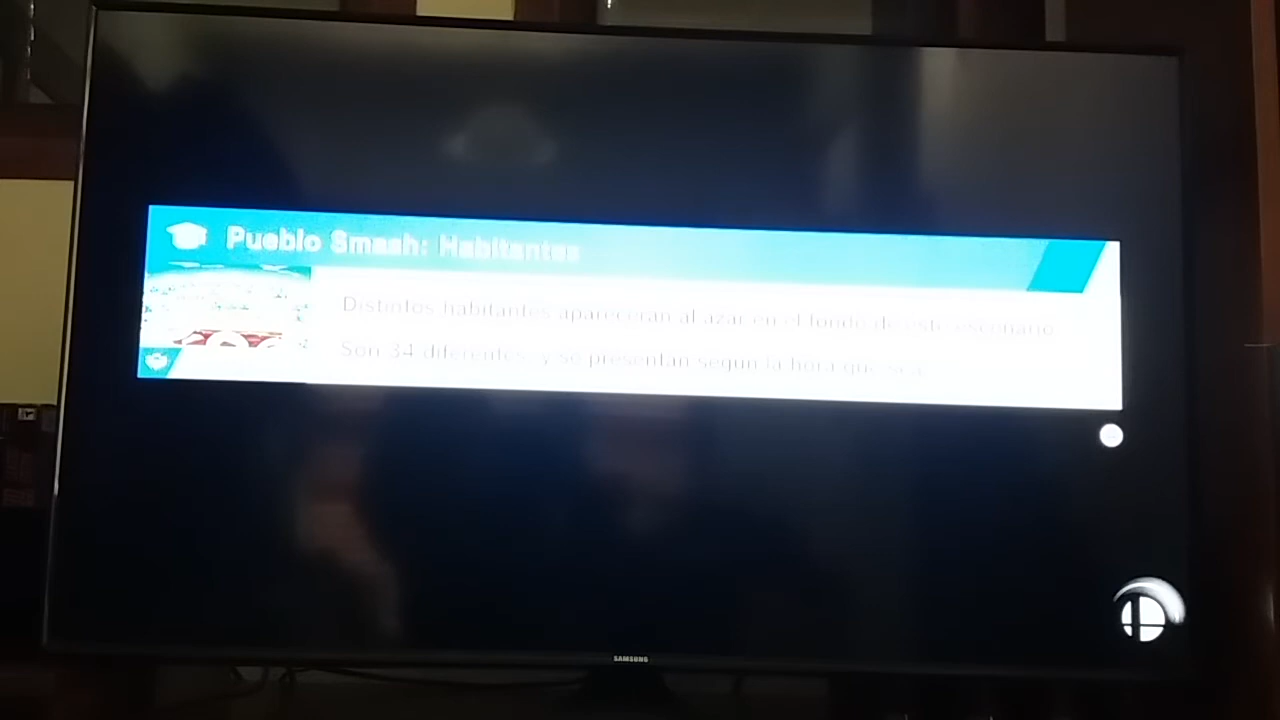 Pueblo Smash: Habitantes
Distintos habitantes aparecerán al azar en el fondo de este escenario.
Son 34 diferentes, y se presentan según la hora que sea.
SAMSUNG